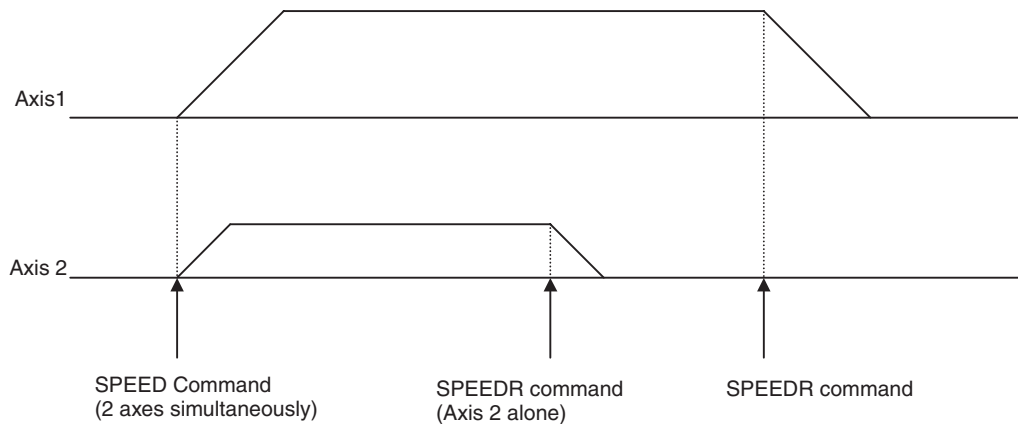 Axis1
Axis 2
SPEED Command
(2 axes simultaneously)
SPEEDR command
(Axis 2 alone)
SPEEDR command